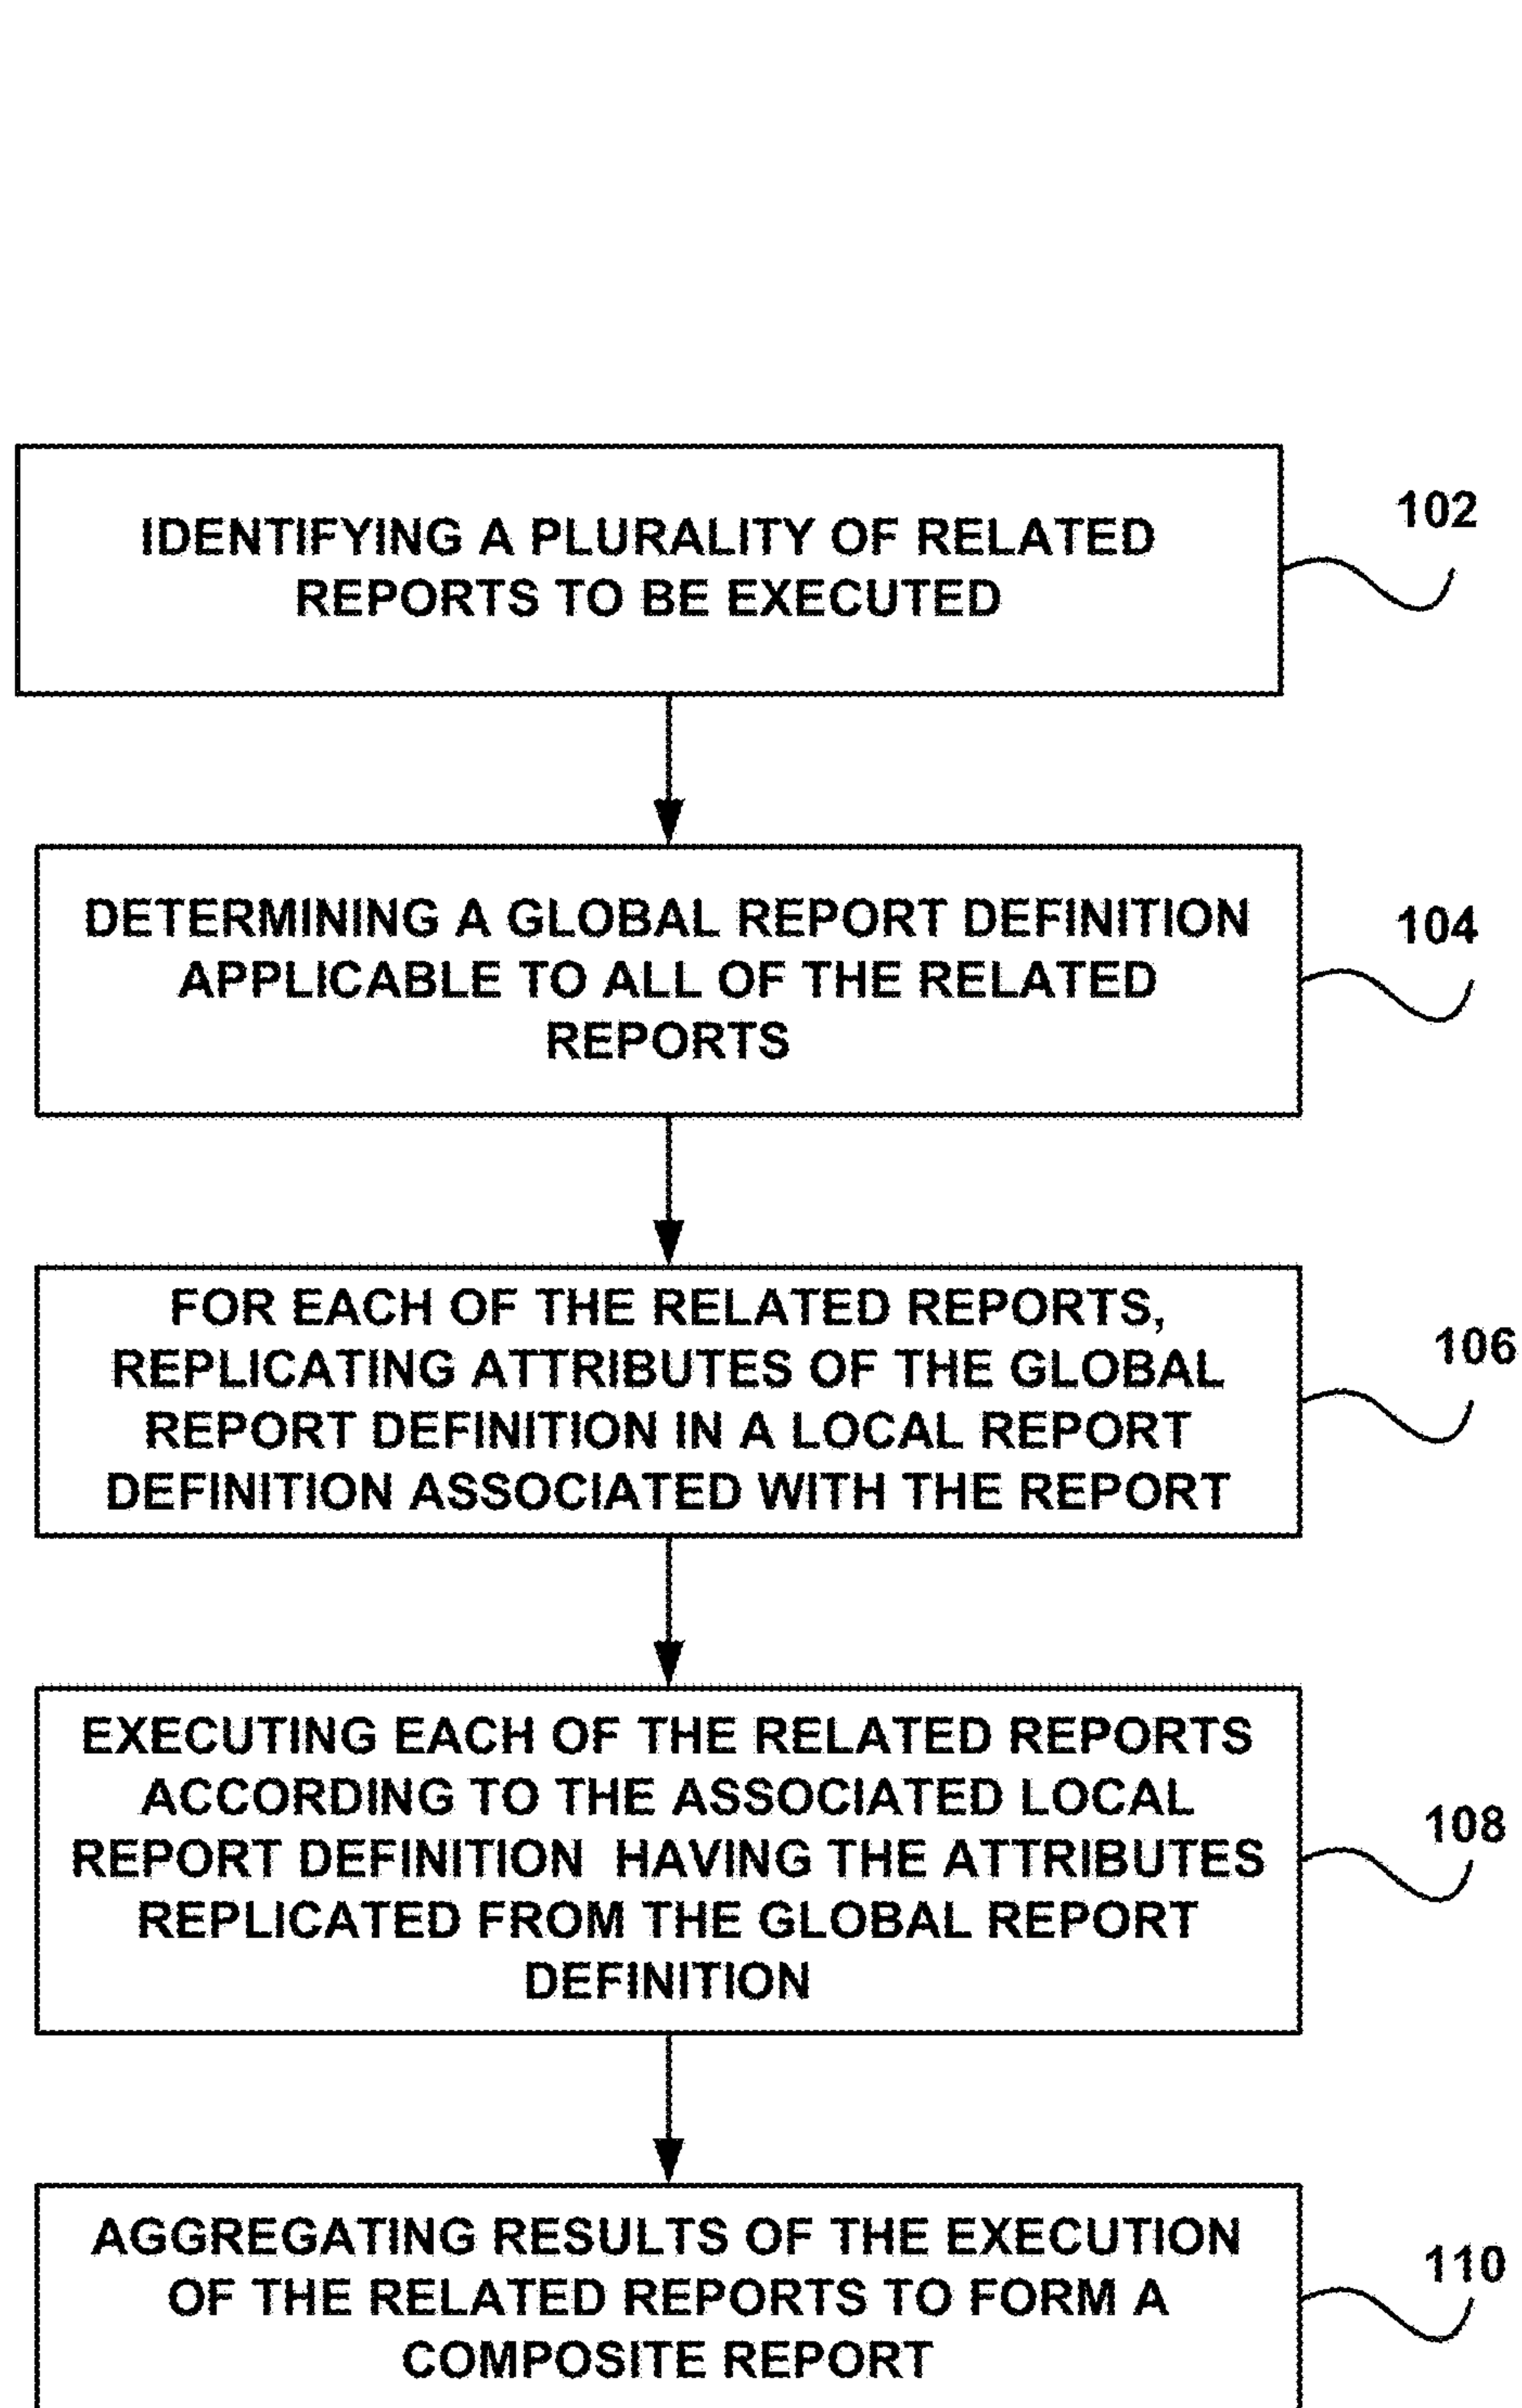 IDENTIFYING A PLURALITY OF RELATED
REPORTS TO BE EXECUTED
102
DETERMINING A GLOBAL REPORT DEFINITION
APPLICABLE TO ALL OF THE RELATED
REPORTS
104
FOR EACH OF THE RELATED REPORTS,
REPLICATING ATTRIBUTES OF THE GLOBAL
REPORT DEFINITION IN A LOCAL REPORT
DEFINITION ASSOCIATED WITH THE REPORT
106
EXECUTING EACH OF THE RELATED REPORTS
ACCORDING TO THE ASSOCIATED LOCAL
REPORT DEFINITION HAVING THE ATTRIBUTES
REPLICATED FROM THE GLOBAL REPORT
DEFINITION
108
AGGREGATING RESULTS OF THE EXECUTION
OF THE RELATED REPORTS TO FORM A
COMPOSITE REPORT
110